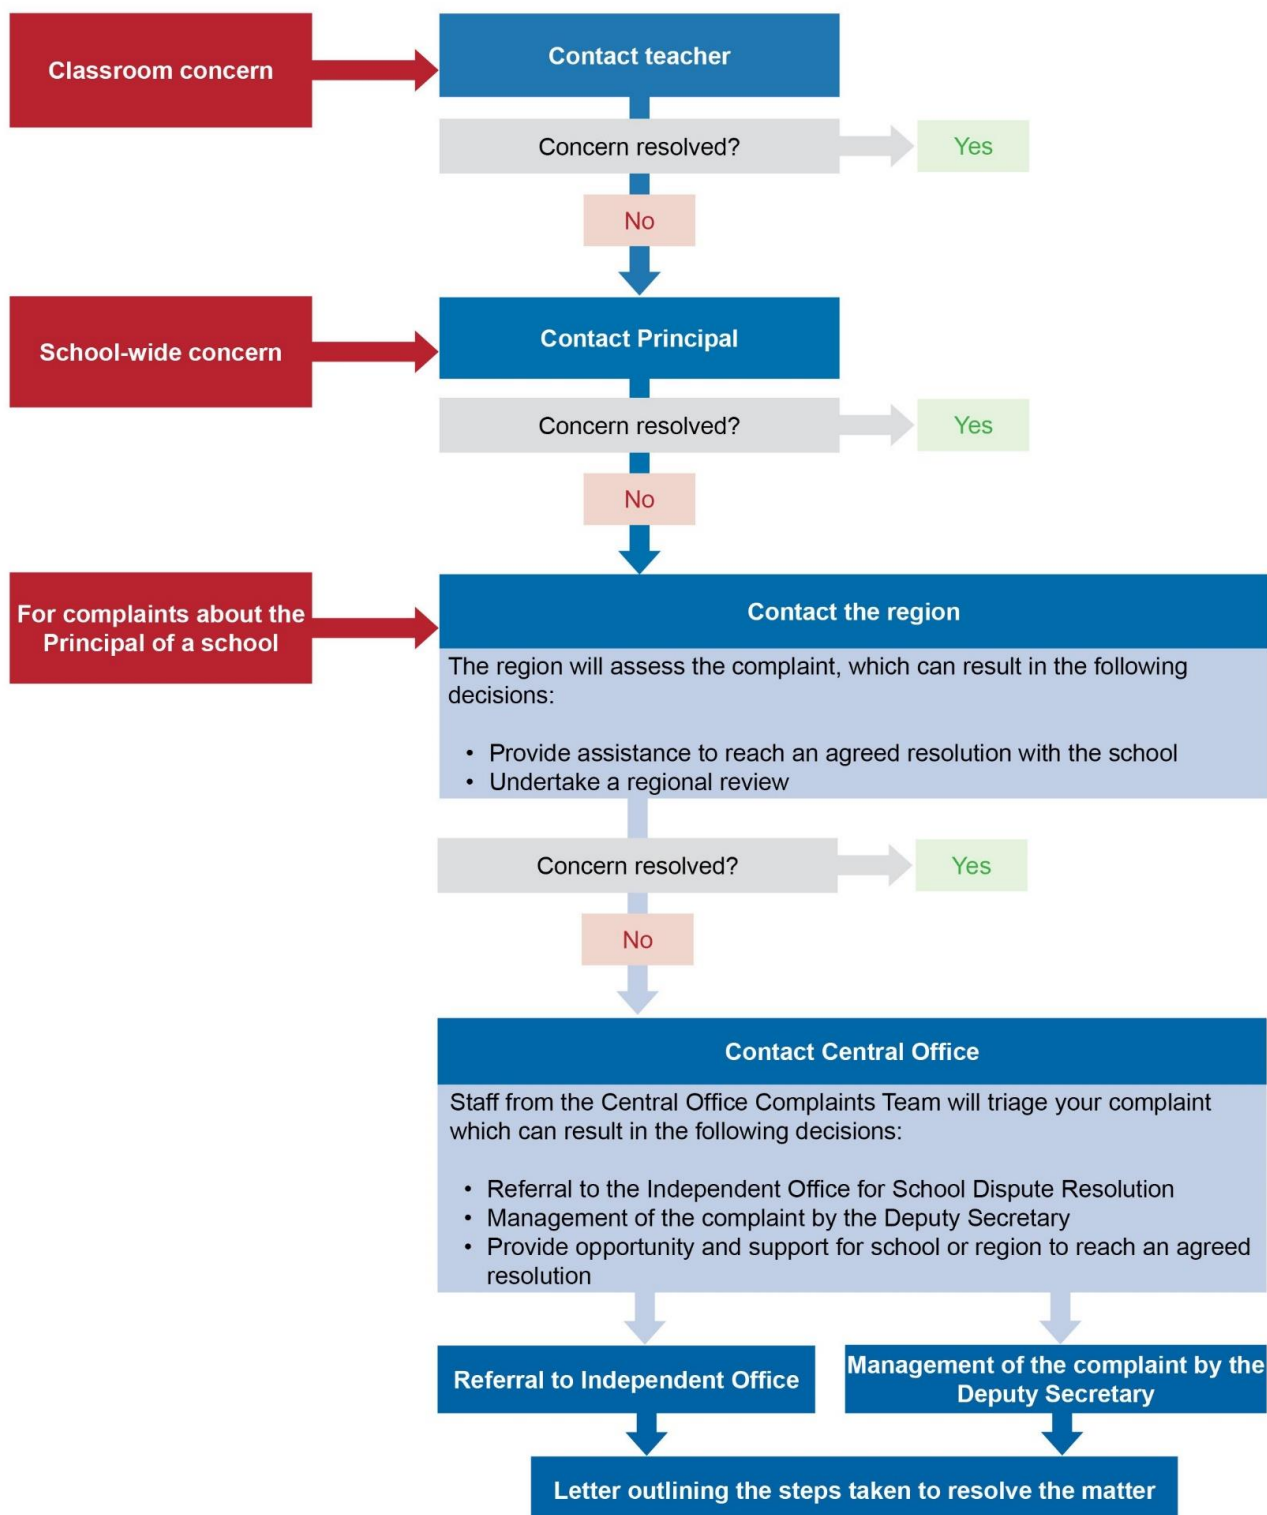 Classroom concern
Contact teacher
Concern resolved?
Yes
No
School-wide concern
Contact Principal
Concern resolved?
Yes
No
For complaints about the
Principal of a school
Contact the region
The region will assess the complaint, which can result in the following
decisions:
• Provide assistance to reach an agreed resolution with the school
• Undertake a regional review
Concern resolved?
Yes
No
Contact Central Office
Staff from the Central Office Complaints Team will triage your complaint
which can result in the following decisions:
• Referral to the Independent Office for School Dispute Resolution
• Management of the complaint by the Deputy Secretary
• Provide opportunity and support for school or region to reach an agreed
resolution
Referral to Independent Office
Management of the complaint by the
Deputy Secretary
Letter outlining the steps taken to resolve the matter